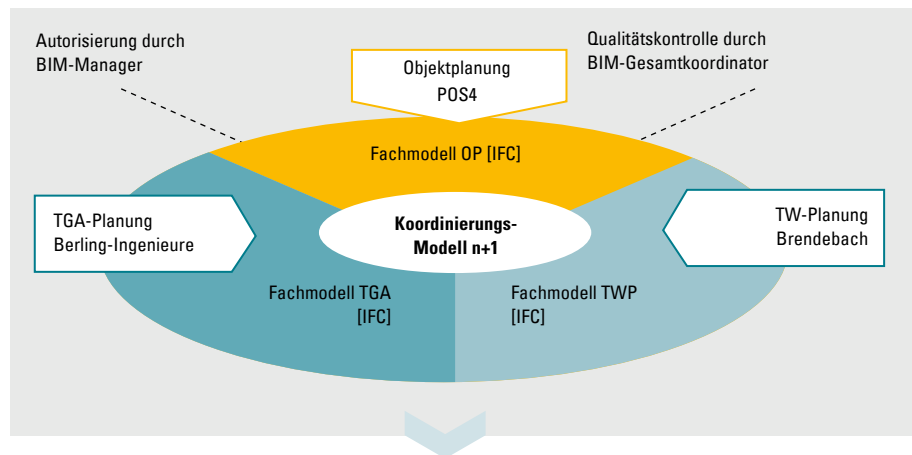 Autorisierung durch
BIM-Manager
Qualitätskontrolle durch
BIM-Gesamtkoordinator
Objektplanung
POS4
Fachmodell OP [IFC]
TGA-Planung
Berling-Ingenieure
Koordinierungs-
Modell n+1
TW-Planung
Brendebach
Fachmodell TGA
[IFC]
Fachmodell TWP
[IFC]